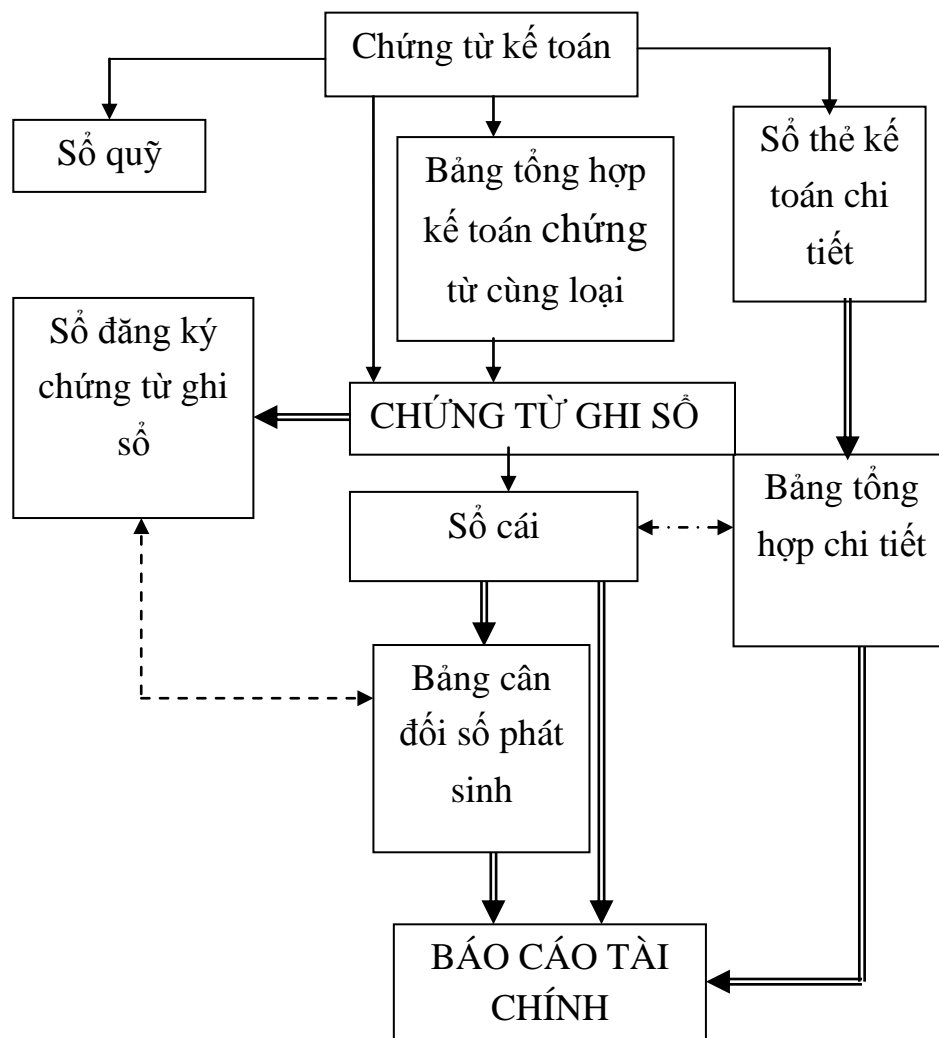 Chứng từ kế toán
Sổ quỹ
Bảng tổng hợp
kế toán chứng
từ cùng loại
Sổ thẻ kế
toán chi
tiết
Sổ đăng ký
chứng từ ghi
sổ
CHỨNG TỪ GHI SỔ
Sổ cái
Bảng tổng
hợp chi tiết
Bảng cân
đối số phát
sinh
BÁO CÁO TÀI
CHÍNH